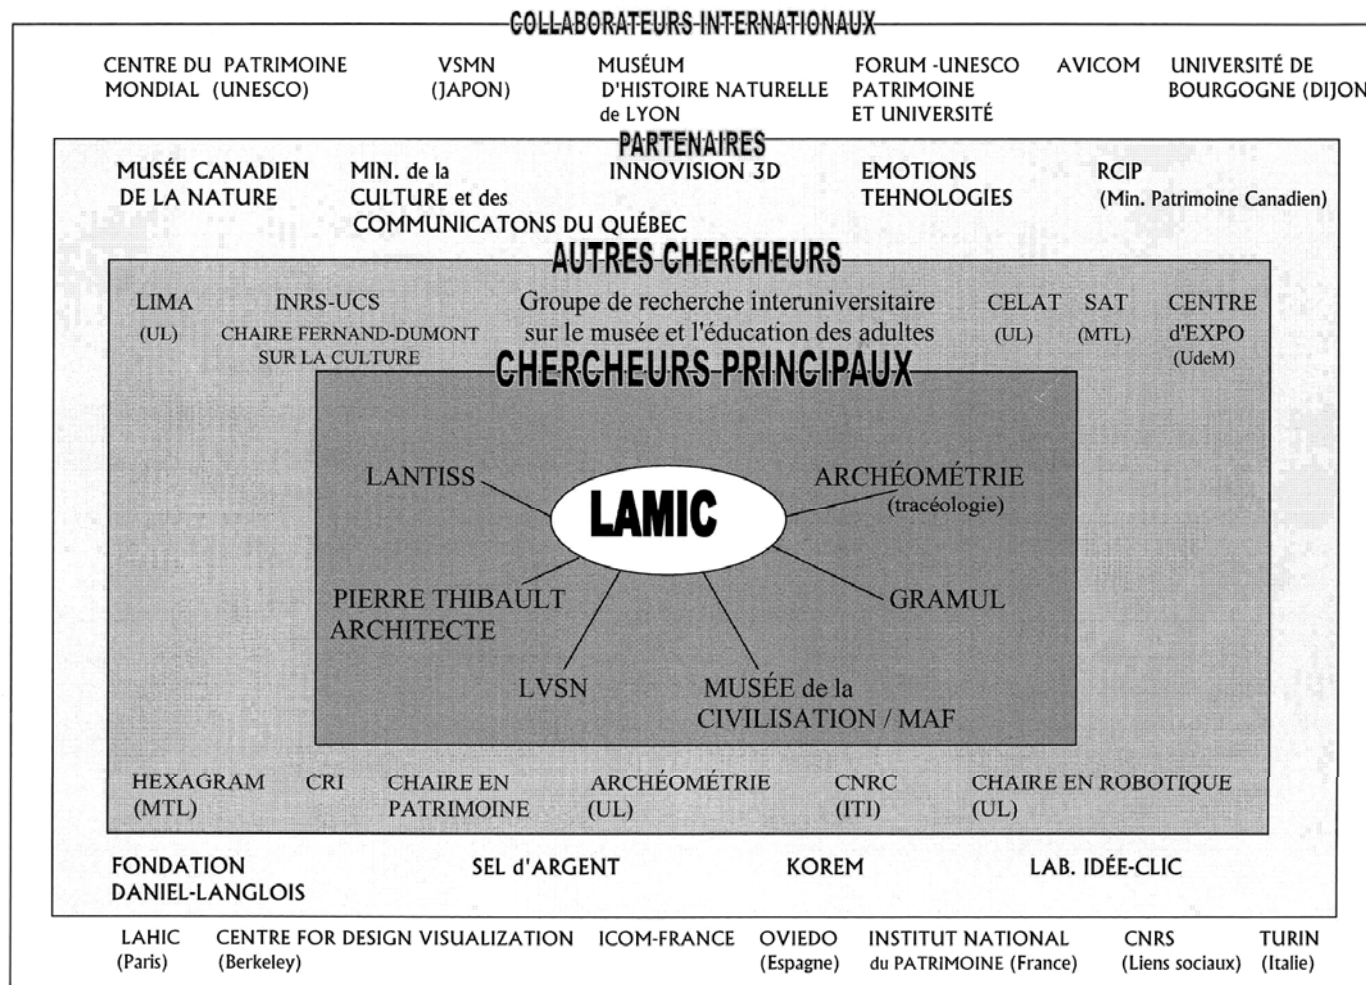 COLLABORATEURS INTERNATIONAUX
CENTRE DU PATRIMOINE
MONDIAL (UNESCO)
VSMN
(JAPON)
MUSÉUM
D'HISTOIRE NATURELLE
de LYON
FORUM -UNESCO
PATRIMOINE
ET UNIVERSITÉ
AVICOM
UNIVERSITÉ DE
BOURGOGNE (DIJON
PARTENAIRES
MUSÉE CANADIEN
DE LA NATURE
MIN. de la
CULTURE et des
COMMUNICATONS DU QUÉBEC
INNOVISION 3D
EMOTIONS
TEHNOLOGIES
RCIP
(Min. Patrimoine Canadien)
AUTRES CHERCHEURS
LIMA
(UL)
INRS-UCS
CHAIRE FERNAND-DUMONT
SUR LA CULTURE
Groupe de recherche interuniversitaire
sur le musée et l'éducation des adultes
CELAT
(UL)
SAT
(MTL)
CENTRE
d'EXPO
(UdeM)
CHERCHEURS PRINCIPAUX
LANTISS
LAMIC
ARCHÉOMÉTRIE
(tracéologie)
PIERRE THIBAULT
ARCHITECTE
GRAMUL
LVSN
MUSÉE de la
CIVILISATION / MAF
HEXAGRAM
(MTL)
CRI
CHAIRE EN
PATRIMOINE
ARCHÉOMÉTRIE
(UL)
CNRC
(ITI)
CHAIRE EN ROBOTIQUE
(UL)
FONDATION
DANIEL-LANGLOIS
SEL d'ARGENT
KOREM
LAB. IDÉE-CLIC
LAHIC
(Paris)
CENTRE FOR DESIGN VISUALIZATION
(Berkeley)
ICOM-FRANCE
OVIEDO
(Espagne)
INSTITUT NATIONAL
du PATRIMOINE (France)
CNRS
(Liens sociaux)
TURIN
(Italie)